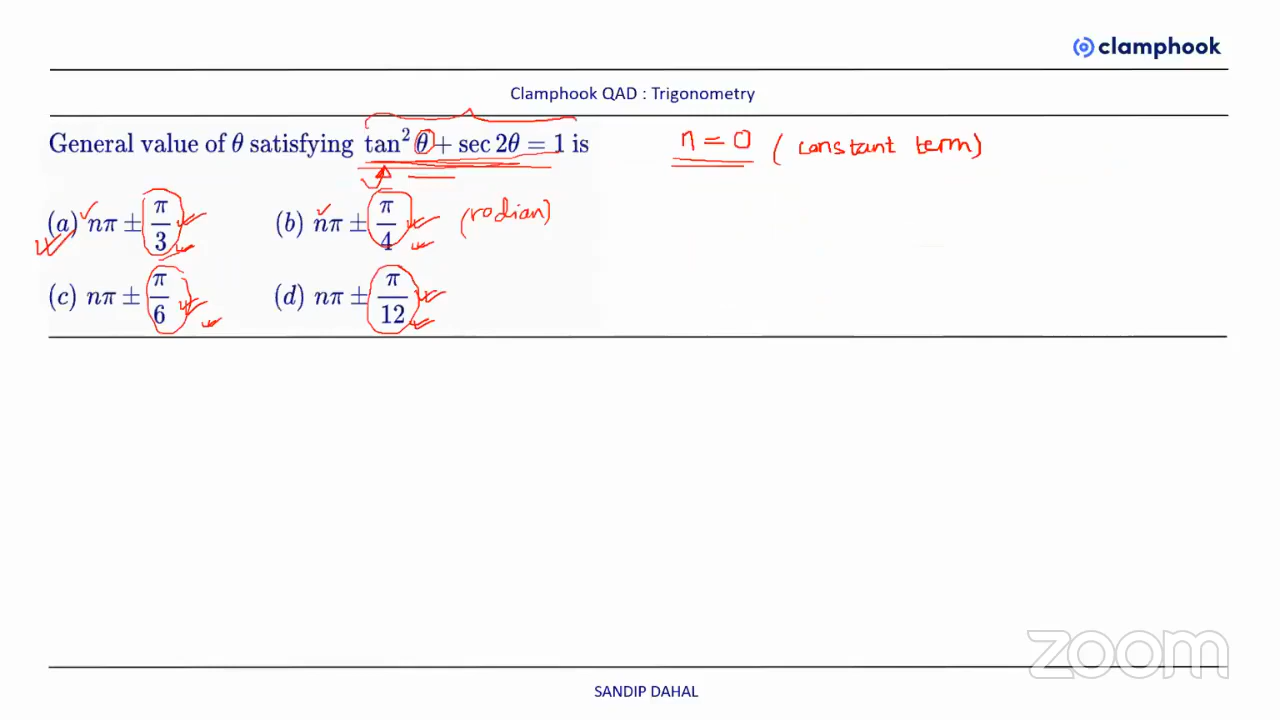 clamphook
Clamphook QAD : Trigonometry
General value of θ satisfying tan² θ + sec 2θ = 1 is
n = 0 (constant term)
(a) nπ ± π/3 (b) nπ ± π/4 (rodian)
(c) nπ ± π/6 (d) nπ ± π/12
zoom
SANDIP DAHAL